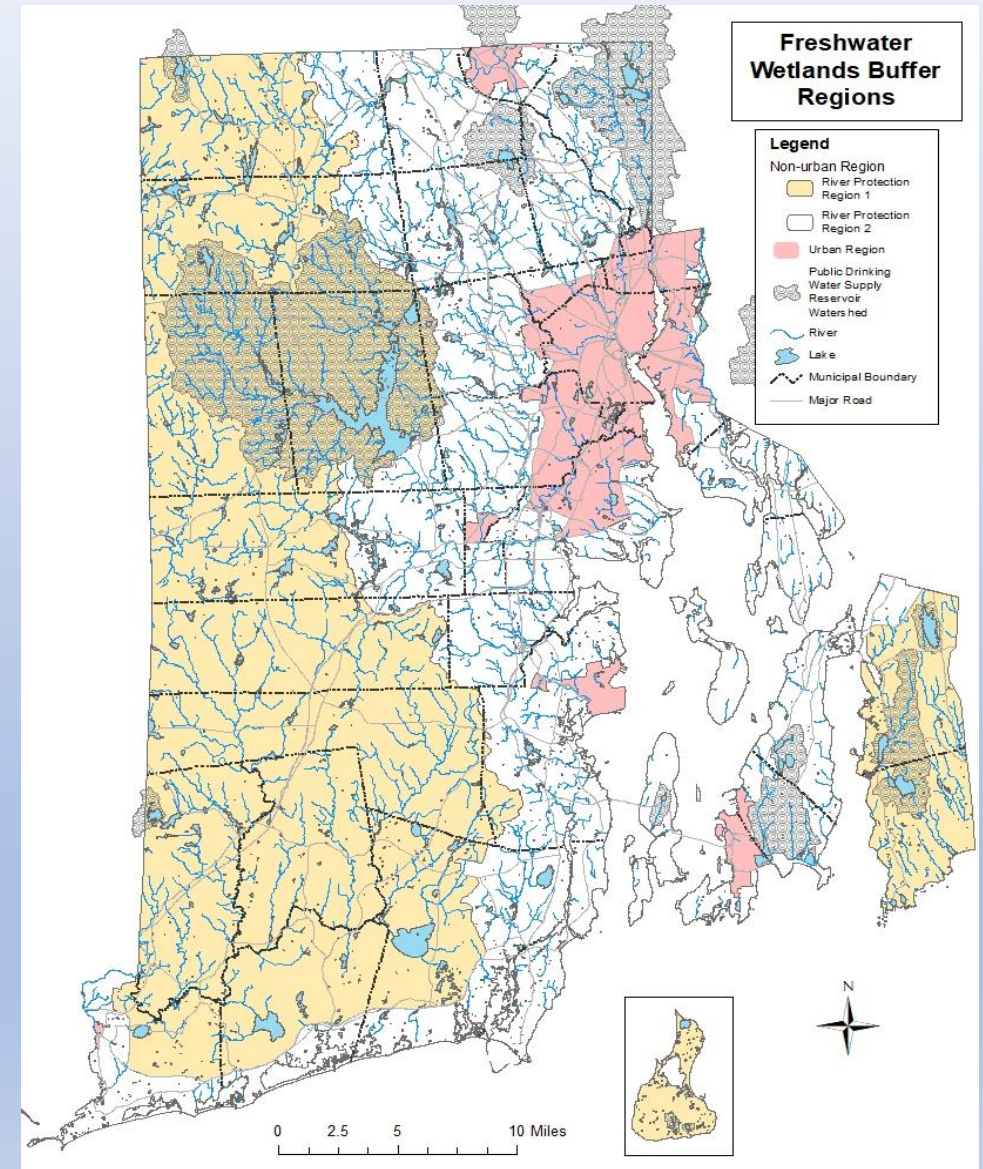 Freshwater
Wetlands Buffer
Regions
Legend
Non-urban Region
River Protection
Region 1
River Protection
Region 2
Urban Region
Public Drinking
Water Supply
Reservoir
Watershed
River
Lake
Municipal Boundary
Major Road
N
0 2.5 5 10 Miles